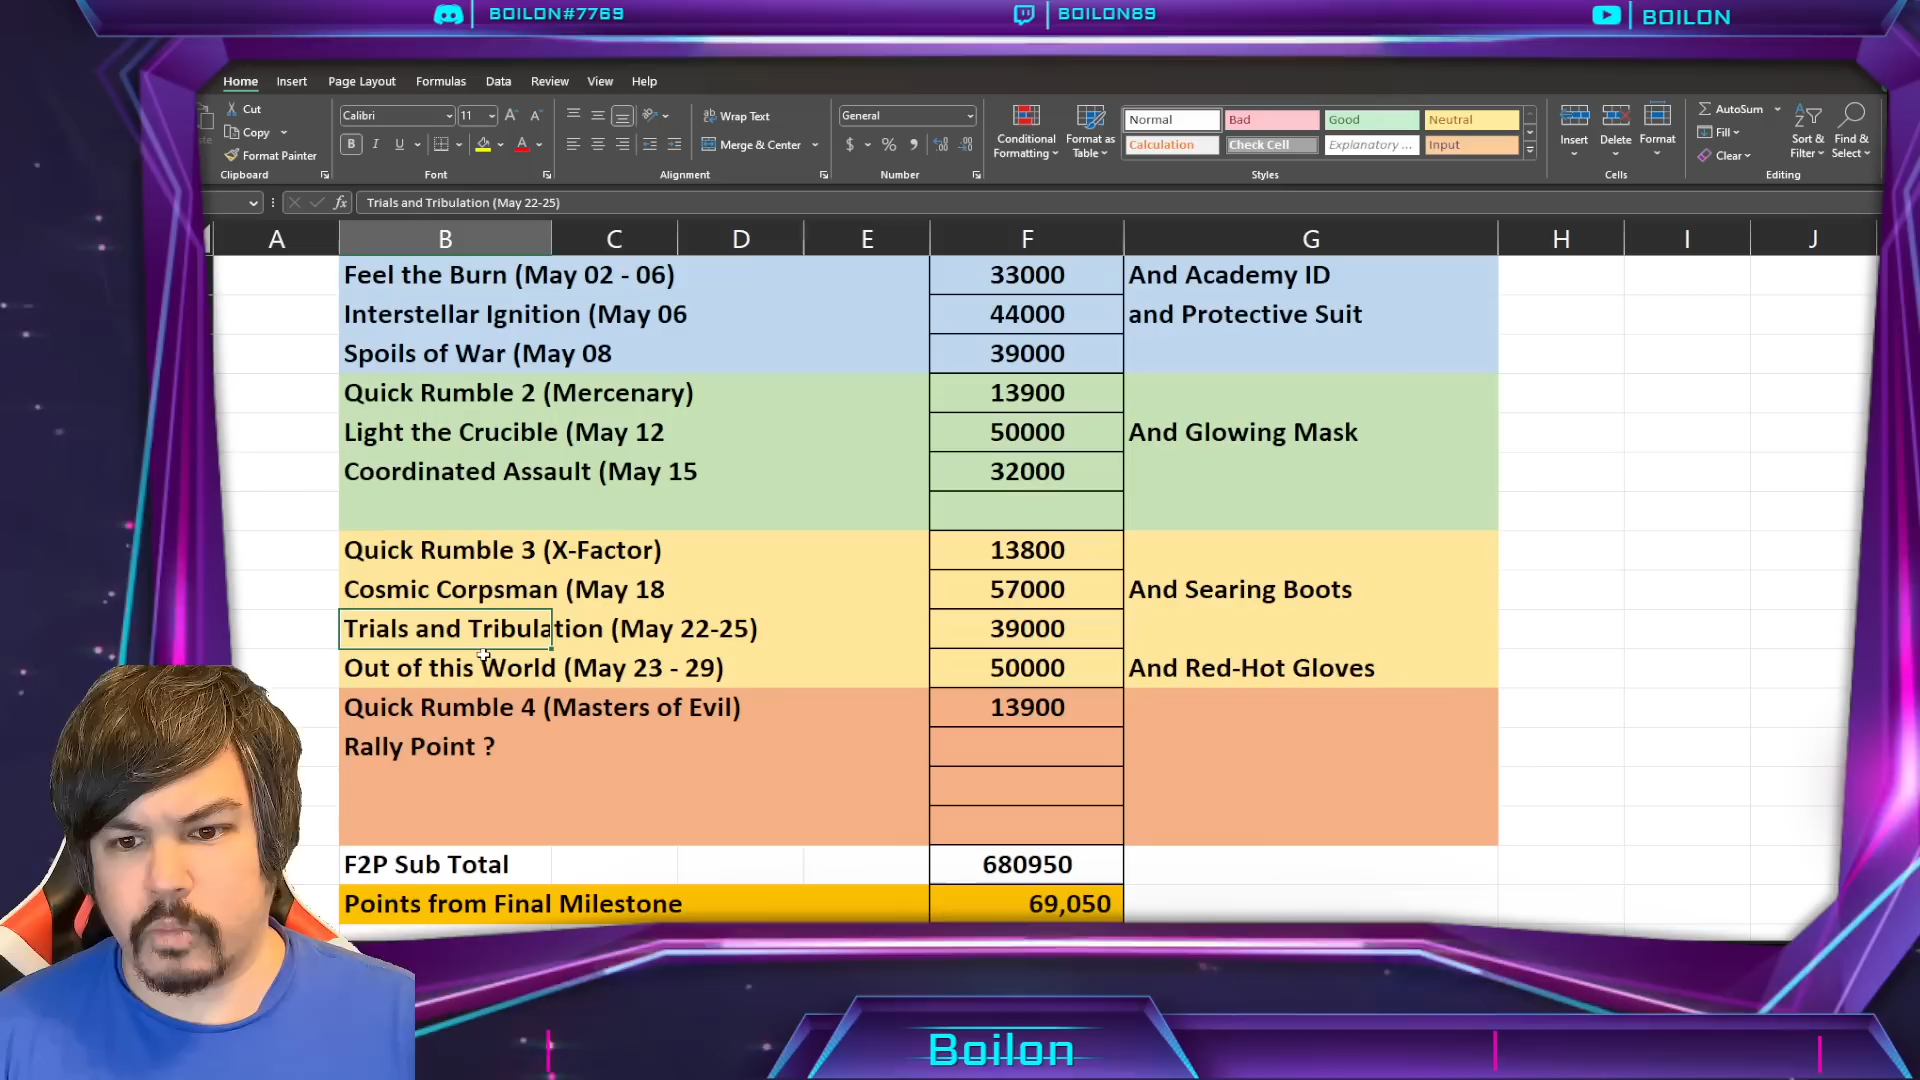 BOILON#7769 BOILON89 BOILON
Home Insert Page Layout Formulas Data Review View Help
Cut
Copy
Format Painter
Clipboard
Calibri 11
B I U
Font
Wrap Text
Merge & Center
Alignment
General
$ % ,
Number
Conditional Formatting
Format as Table
Normal Bad Good Neutral
Calculation Check Cell Explanatory ... Input
Styles
Insert Delete Format
Cells
AutoSum
Fill
Clear
Sort & Filter
Find & Select
Editing
fx Trials and Tribulation (May 22-25)
A B C D E F G H I J
Feel the Burn (May 02 - 06) 33000 And Academy ID
Interstellar Ignition (May 06 44000 and Protective Suit
Spoils of War (May 08 39000
Quick Rumble 2 (Mercenary) 13900
Light the Crucible (May 12 50000 And Glowing Mask
Coordinated Assault (May 15 32000
Quick Rumble 3 (X-Factor) 13800
Cosmic Corpsman (May 18 57000 And Searing Boots
Trials and Tribulation (May 22-25) 39000
Out of this World (May 23 - 29) 50000 And Red-Hot Gloves
Quick Rumble 4 (Masters of Evil) 13900
Rally Point ?
F2P Sub Total 680950
Points from Final Milestone 69,050
Boilon